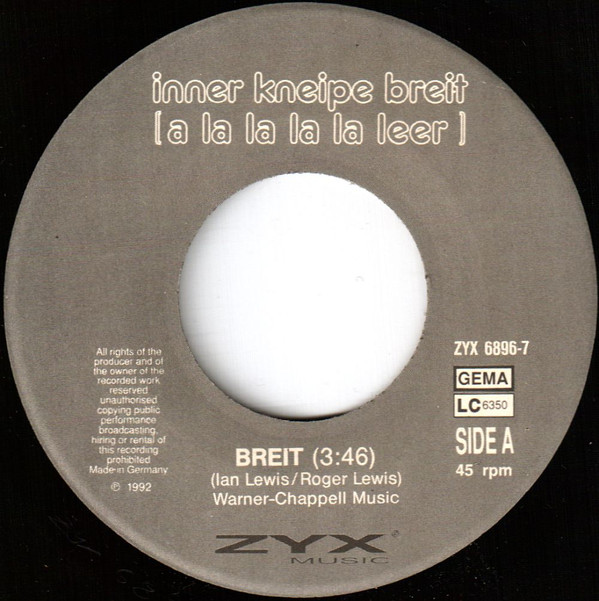 inner kneipe breit
[a la la la la leer]
All rights of the
producer and of
the owner of the
recorded work
reserved
unauthorised
copying public
performance
broadcasting,
hiring or rental of
this recording
prohibited
Made in Germany
℗ 1992
ZYX 6896-7
GEMA
LC 6350
SIDE A
45 rpm
BREIT (3:46)
(Ian Lewis/Roger Lewis)
Warner-Chappell Music
ZYX®
MUSIC